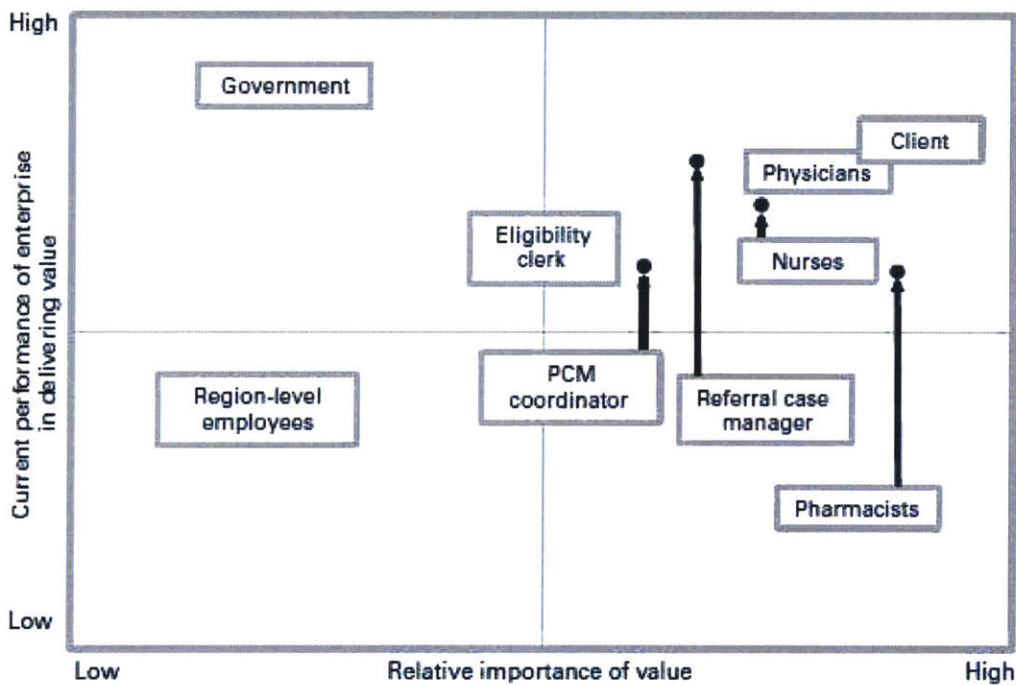 High
Government
Client
Physicians
Eligibility
clerk
Nurses
Current performance of enterprise
in delivering value
PCM
coordinator
Region-level
employees
Referral case
manager
Pharmacists
Low
Low
Relative importance of value
High